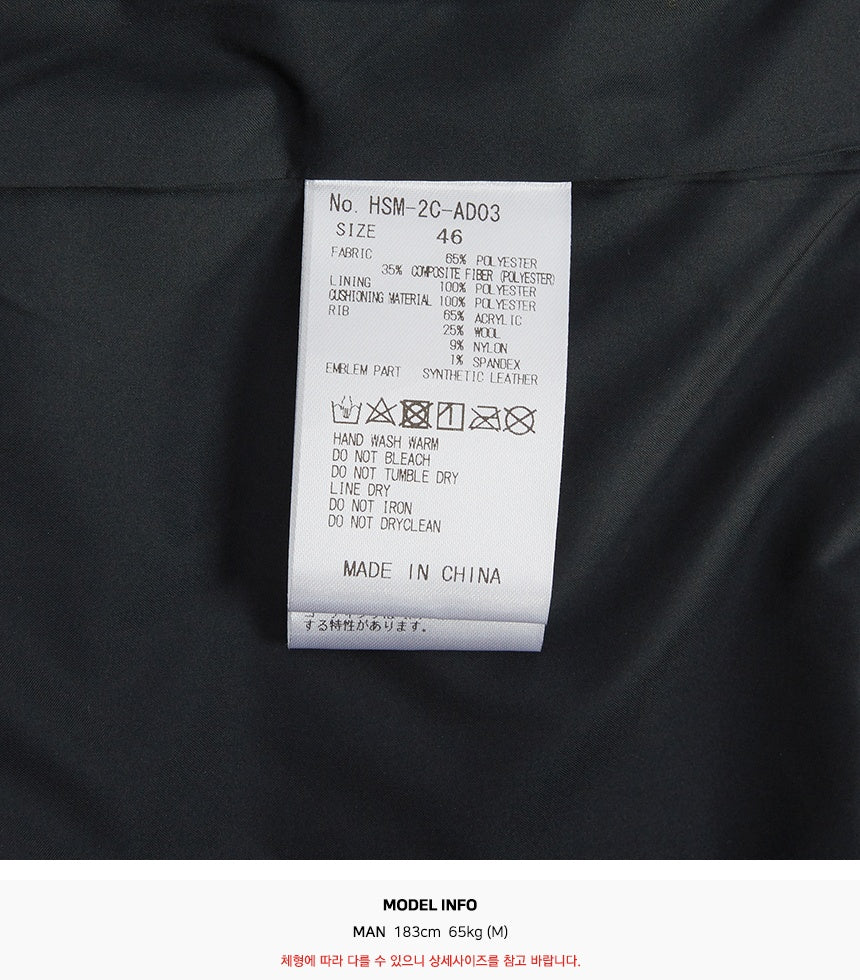 No. HSM-2C-AD03
SIZE 46
FABRIC 65% POLYESTER
35% COMPOSITE FIBER (POLYESTER)
LINING 100% POLYESTER
CUSHIONING MATERIAL 100% POLYESTER
RIB 65% ACRYLIC
25% WOOL
9% NYLON
1% SPANDEX
EMBLEM PART SYNTHETIC LEATHER
HAND WASH WARM
DO NOT BLEACH
DO NOT TUMBLE DRY
LINE DRY
DO NOT IRON
DO NOT DRYCLEAN
MADE IN CHINA
する特性があります。
MODEL INFO
MAN 183cm 65kg (M)
체형에 따라 다를 수 있으니 상세사이즈를 참고 바랍니다.